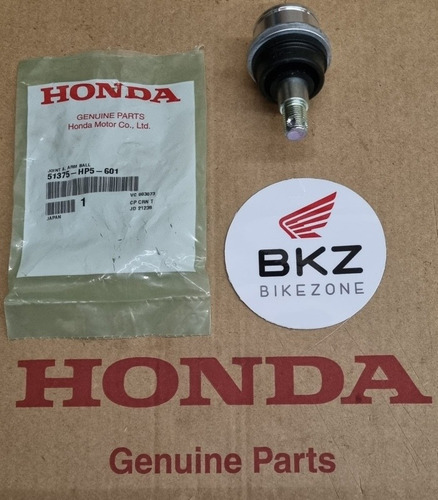 HONDA
GENUINE PARTS
Honda Motor Co., Ltd.
JOINT A, ARM BALL
51375-HP5-601
1
JAPAN
BKZ
BIKEZONE
HONDA
Genuine Parts